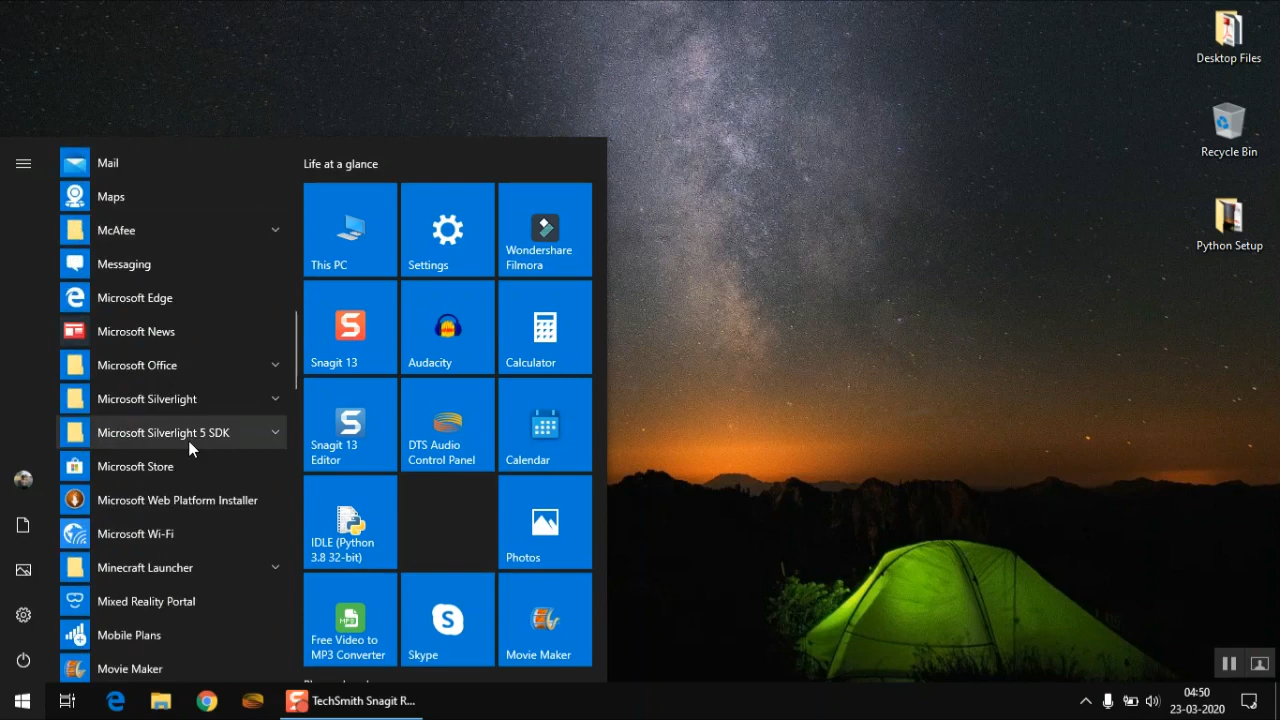 Desktop Files
Recycle Bin
Python Setup
Mail
Maps
McAfee
Messaging
Microsoft Edge
Microsoft News
Microsoft Office
Microsoft Silverlight
Microsoft Silverlight 5 SDK
Microsoft Store
Microsoft Web Platform Installer
Microsoft Wi-Fi
Minecraft Launcher
Mixed Reality Portal
Mobile Plans
Movie Maker
Life at a glance
This PC
Settings
Wondershare
Filmora
Snagit 13
Audacity
Calculator
Snagit 13
Editor
DTS Audio
Control Panel
Calendar
IDLE (Python
3.8 32-bit)
Photos
Free Video to
MP3 Converter
Skype
Movie Maker
TechSmith Snagit R...
04:50
23-03-2020